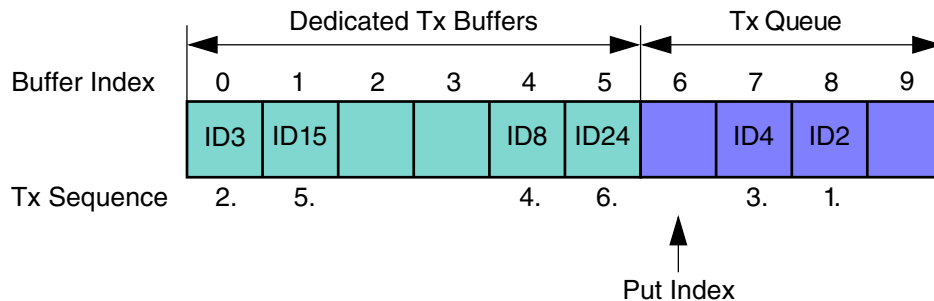 Dedicated Tx Buffers Tx Queue
Buffer Index 0 1 2 3 4 5 6 7 8 9
ID3 ID15 ID8 ID24 ID4 ID2
Tx Sequence 2. 5. 4. 6. 3. 1.
Put Index